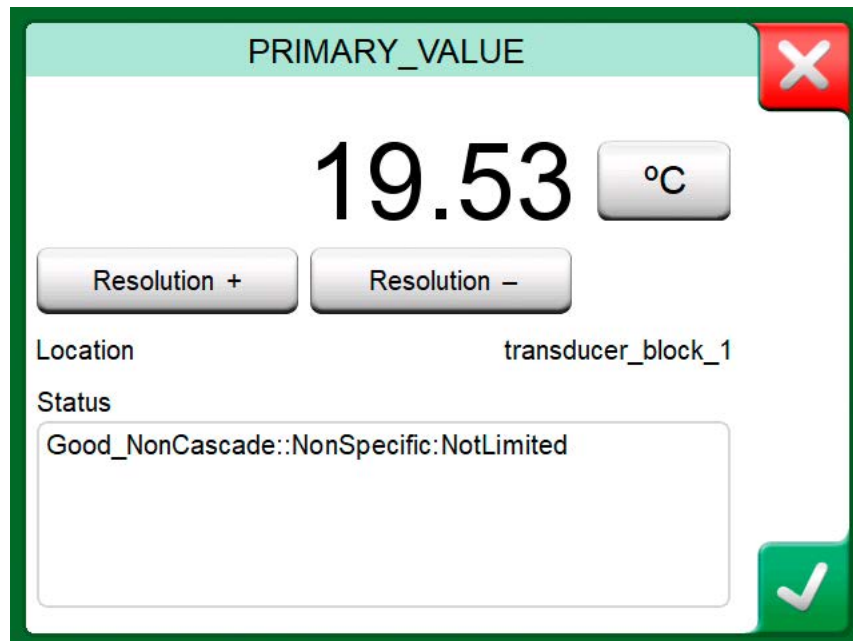 PRIMARY_VALUE
19.53 ºC
Resolution + Resolution –
Location transducer_block_1
Status
Good_NonCascade::NonSpecific:NotLimited